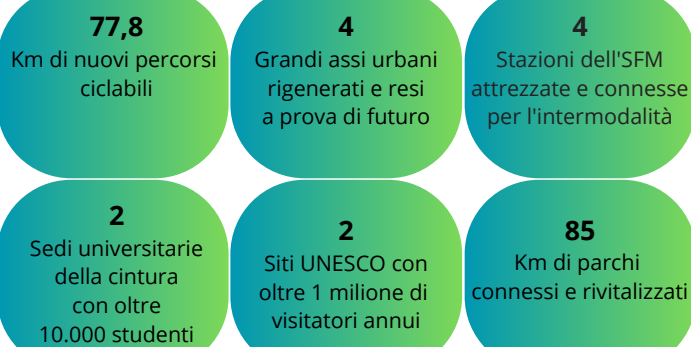 77,8
Km di nuovi percorsi
ciclabili
4
Grandi assi urbani
rigenerati e resi
a prova di futuro
4
Stazioni dell'SFM
attrezzate e connesse
per l'intermodalità
2
Sedi universitarie
della cintura
con oltre
10.000 studenti
2
Siti UNESCO con
oltre 1 milione di
visitatori annui
85
Km di parchi
connessi e rivitalizzati